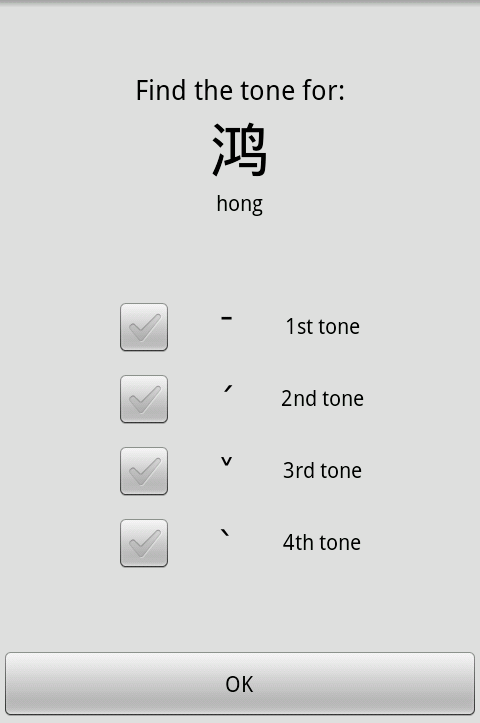 Find the tone for:
鸿
hong
ˉ 1st tone
ˊ 2nd tone
ˇ 3rd tone
ˋ 4th tone
OK